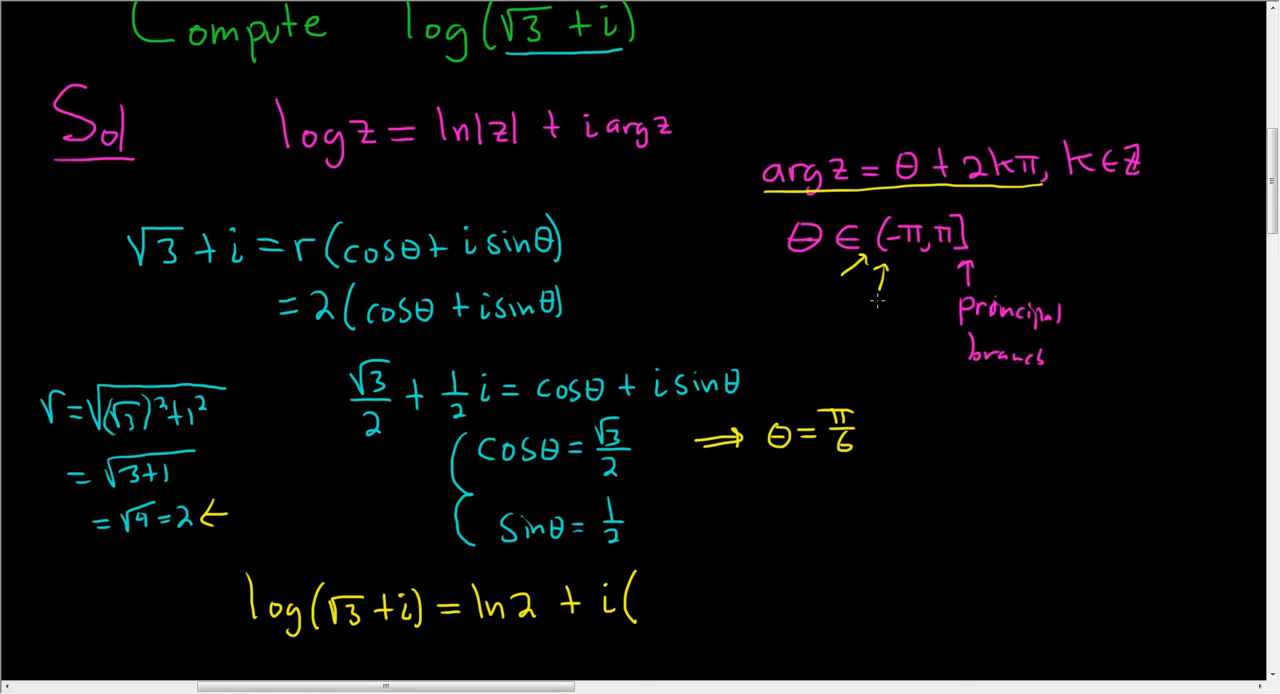 Compute log(√3 + i)
Sol
log z = ln|z| + i arg z
arg z = θ + 2kπ, k ∈ ℤ
Θ ∈ (-π, π]
principal
branch
√3 + i = r(cosθ + i sinθ)
= 2(cosθ + i sinθ)
r = √((√3)² + 1²)
= √(3+1)
= √4 = 2 ←
√3/2 + 1/2 i = cosθ + i sinθ
cosθ = √3/2
sinθ = 1/2
⟹ θ = π/6
log(√3 + i) = ln 2 + i(